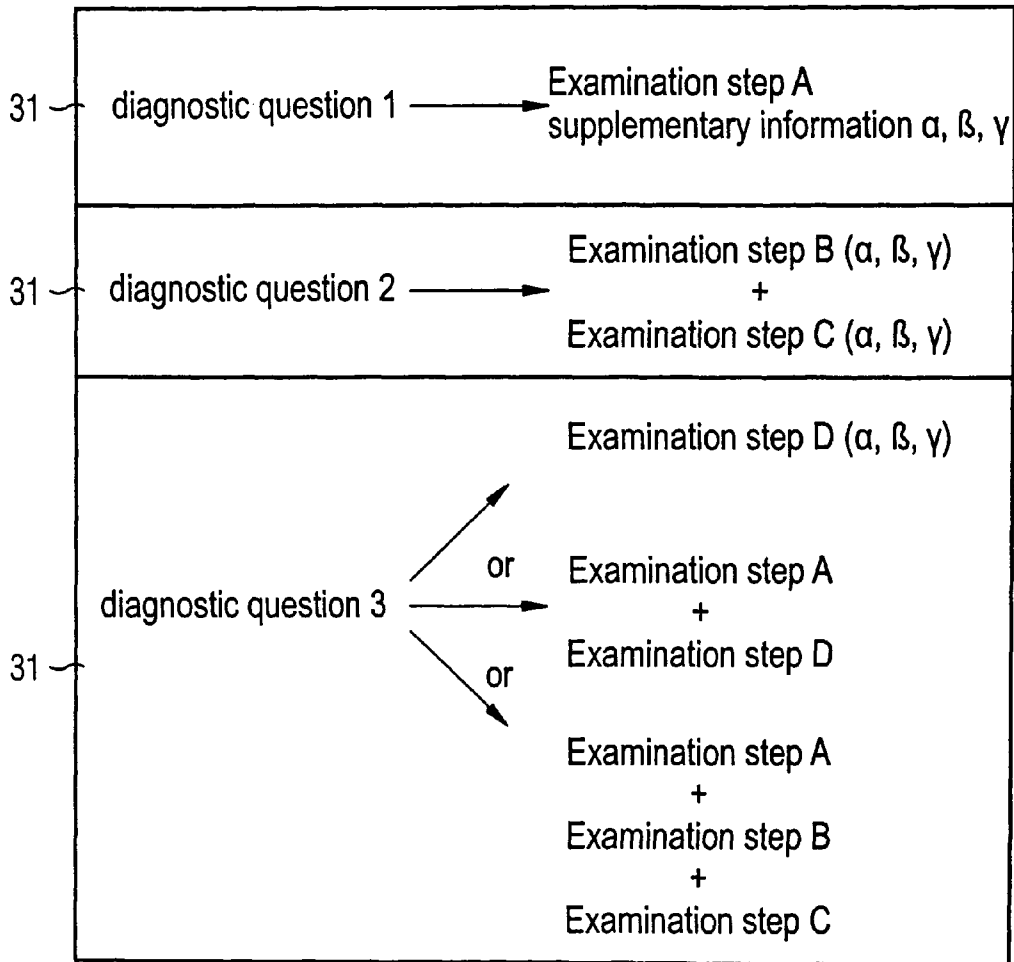 31 diagnostic question 1
Examination step A
supplementary information α, ß, γ
31 diagnostic question 2
Examination step B (α, ß, γ)
+
Examination step C (α, ß, γ)
31 diagnostic question 3
Examination step D (α, ß, γ)
or
Examination step A
+
Examination step D
or
Examination step A
+
Examination step B
+
Examination step C